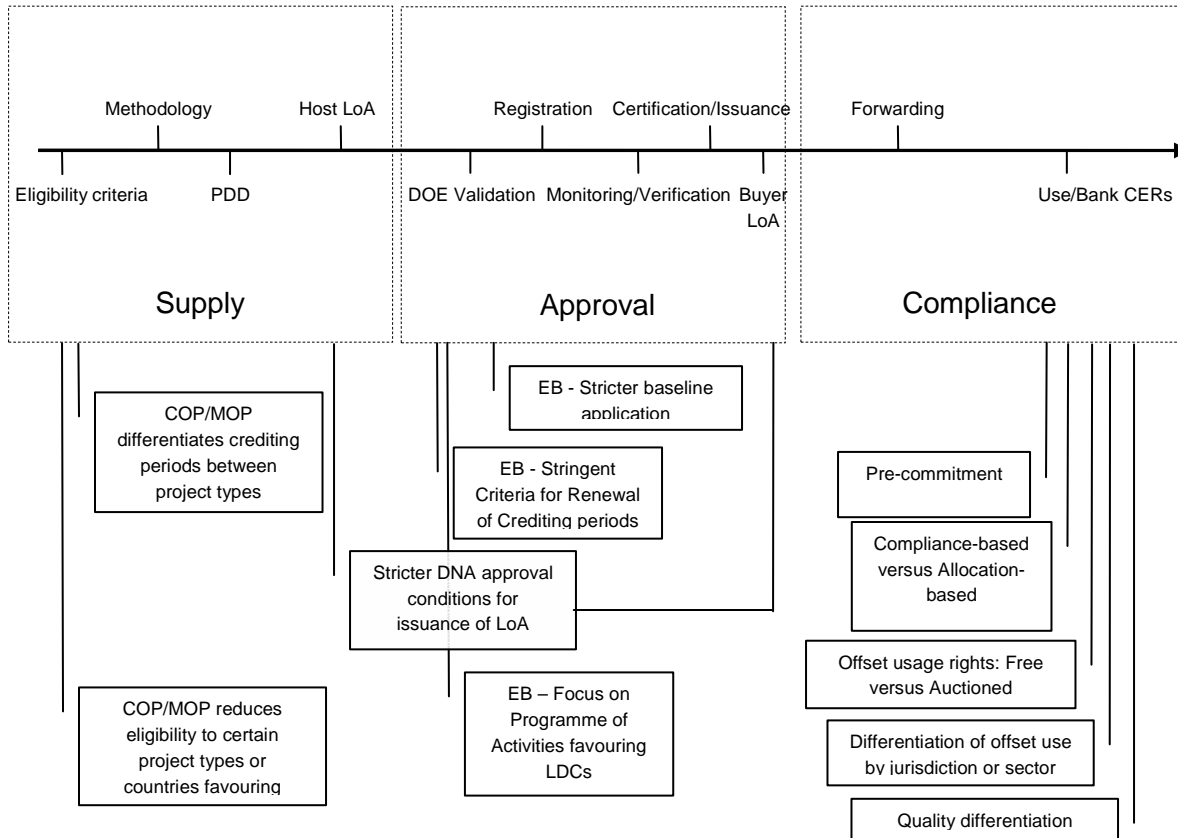 Methodology
Host LoA
Registration
Certification/Issuance
Forwarding
Eligibility criteria
PDD
DOE Validation
Monitoring/Verification
Buyer
LoA
Use/Bank CERs
Supply
Approval
Compliance
COP/MOP
differentiates crediting
periods between
project types
EB - Stricter baseline
application
EB - Stringent
Criteria for Renewal
of Crediting periods
Stricter DNA approval
conditions for
issuance of LoA
COP/MOP reduces
eligibility to certain
project types or
countries favouring
EB – Focus on
Programme of
Activities favouring
LDCs
Pre-commitment
Compliance-based
versus Allocation-
based
Offset usage rights: Free
versus Auctioned
Differentiation of offset use
by jurisdiction or sector
Quality differentiation